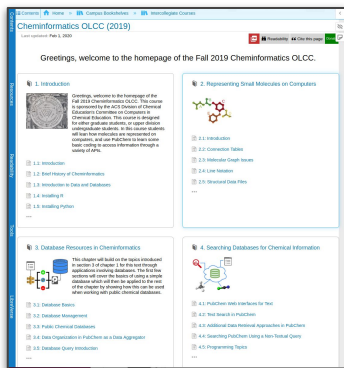 Contents Home Campus Bookshelves Intercollegiate Courses
Cheminformatics OLCC (2019)
Last updated: Feb 1, 2020
Readability Cite this page
Greetings, welcome to the homepage of the Fall 2019 Cheminformatics OLCC.
Contents
Resources
Readability
Tools
Libreverse
1. Introduction
Greetings, welcome to the
homepage of the Fall 2019
Cheminformatics OLCC. This course
is sponsored by the ACS Division of Chemical
Education's Committee on Computers in
Chemical Education. This course is designed
for either graduate students, or upper division
undergraduate students. In this course students
will lean how molecules are represented on
computers, and use PubChem to learn some
basic coding to access information through a
variety of APIs.
1.1: Introduction
1.2: Brief History of Cheminformatics
1.3: Introduction to Data and Databases
1.4: Installing R
1.5: Installing Python
2. Representing Small Molecules on Computers
2.1: Introduction
2.2: Connection Tables
2.3: Molecular Graph Issues
2.4: Line Notation
2.5: Structural Data Files
3. Database Resources in Cheminformatics
This chapter will build on the topics introduced
in section 3 of chapter 1 for this text through
applications involving databases. The first few
sections will cover the basics of using a simple
database which will then be applied to the rest
of the chapter by showing how this can be used
when working with public chemical databases.
3.1: Database Basics
3.2: Database Management
3.3: Public Chemical Databases
3.4: Data Organization in PubChem as a Data Aggregator
3.5: Database Query Introduction
4. Searching Databases for Chemical Information
4.1: PubChem Web Interfaces for Text
4.2: Text Search in PubChem
4.3: Additional Data Retrieval Approaches in PubChem
4.4: Searching PubChem Using a Non-Textual Query
4.5: Programming Topics